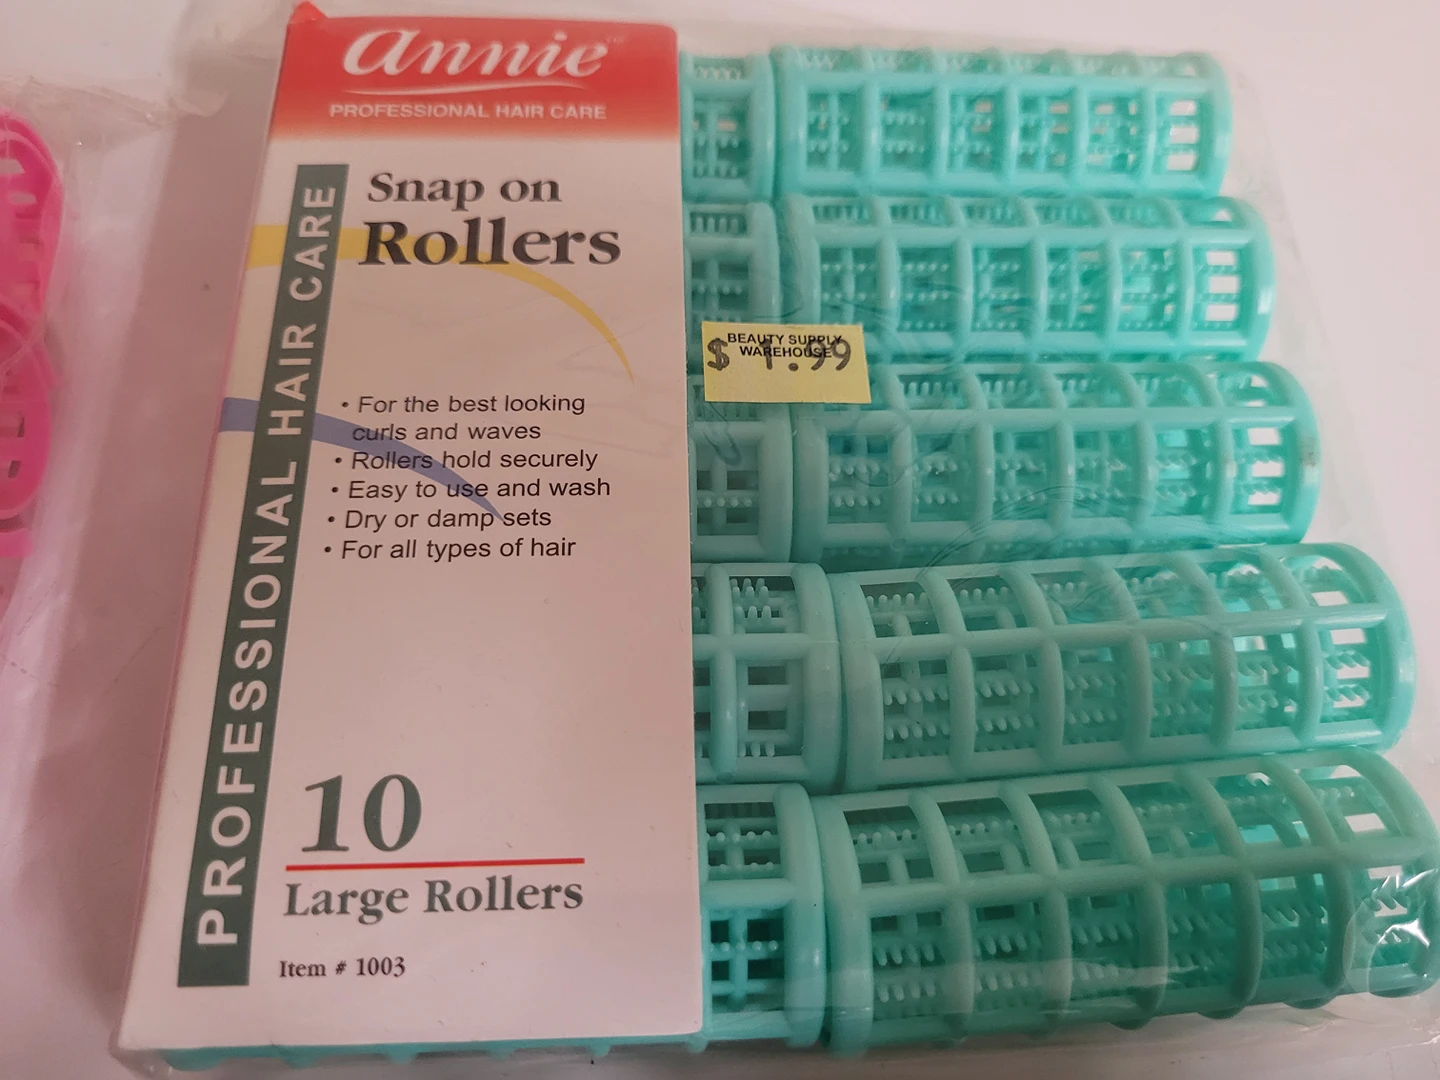 annie
PROFESSIONAL HAIR CARE
PROFESSIONAL HAIR CARE
Snap on
Rollers
• For the best looking
curls and waves
• Rollers hold securely
• Easy to use and wash
• Dry or damp sets
• For all types of hair
10
Large Rollers
Item # 1003
BEAUTY SUPPLY
WAREHOUSE
$ 1.99